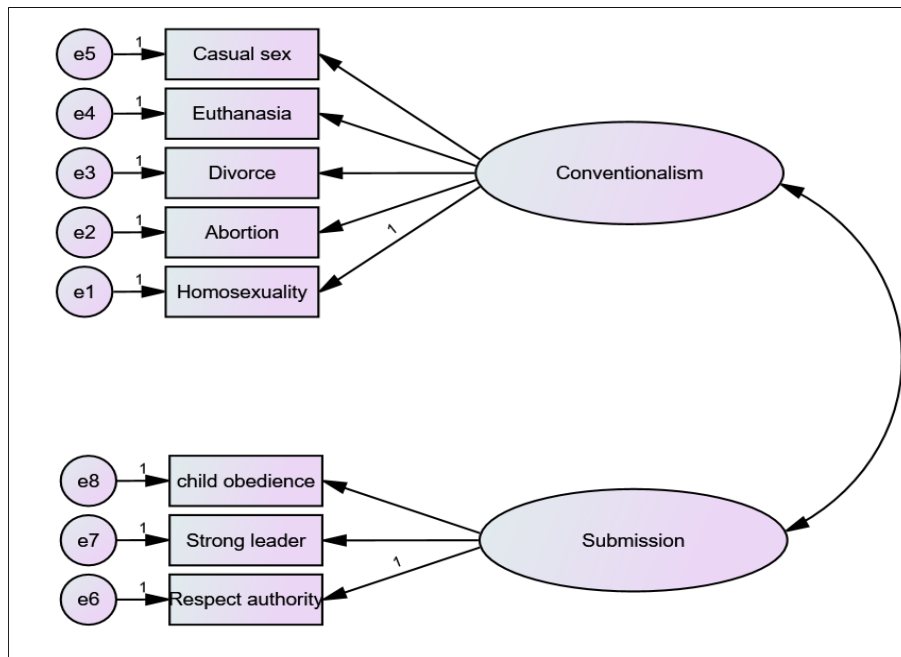 e5
1
Casual sex
e4
1
Euthanasia
e3
1
Divorce
Conventionalism
e2
1
Abortion
1
e1
1
Homosexuality
e8
1
child obedience
e7
1
Strong leader
Submission
1
e6
1
Respect authority